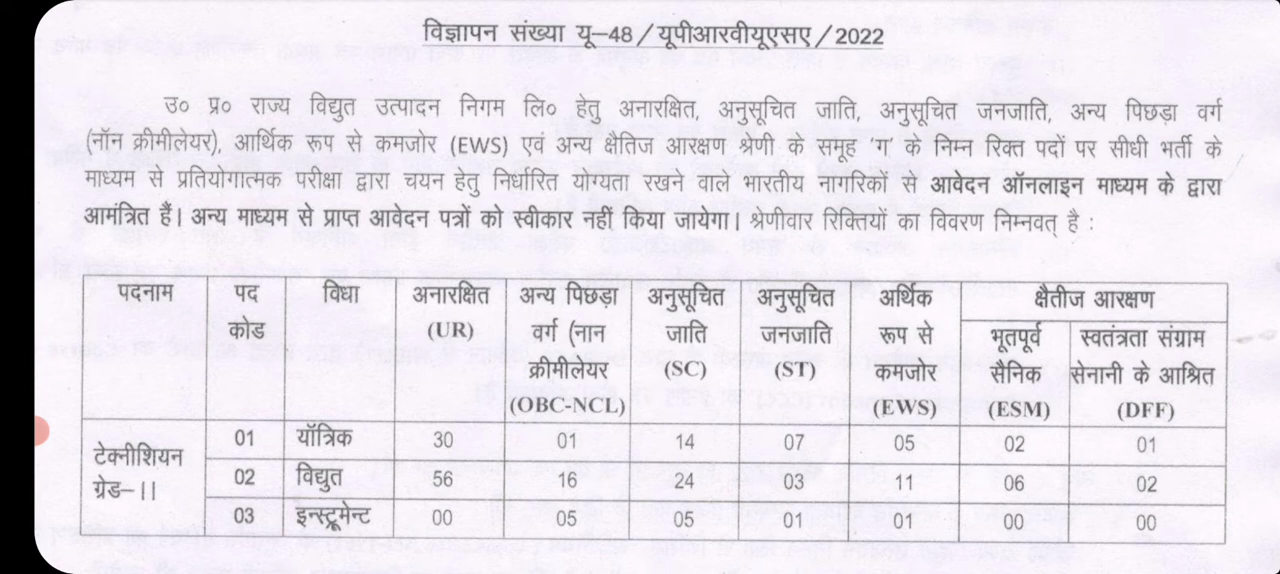 विज्ञापन संख्या यू–48/यूपीआरवीयूएसए/2022
उ० प्र० राज्य विद्युत उत्पादन निगम लि० हेतु अनारक्षित, अनुसूचित जाति, अनुसूचित जनजाति, अन्य पिछड़ा वर्ग
(नॉन क्रीमीलेयर), आर्थिक रूप से कमजोर (EWS) एवं अन्य क्षैतिज आरक्षण श्रेणी के समूह 'ग' के निम्न रिक्त पदों पर सीधी भर्ती के
माध्यम से प्रतियोगात्मक परीक्षा द्वारा चयन हेतु निर्धारित योग्यता रखने वाले भारतीय नागरिकों से आवेदन ऑनलाइन माध्यम के द्वारा
आमंत्रित हैं। अन्य माध्यम से प्राप्त आवेदन पत्रों को स्वीकार नहीं किया जायेगा। श्रेणीवार रिक्तियों का विवरण निम्नवत् है :
पदनाम पद विधा अनारक्षित अन्य पिछड़ा अनुसूचित अनुसूचित अर्थिक क्षैतीज आरक्षण
कोड (UR) वर्ग (नान जाति जनजाति रूप से भूतपूर्व स्वतंत्रता संग्राम
क्रीमीलेयर (SC) (ST) कमजोर सैनिक सेनानी के आश्रित
(OBC-NCL) (EWS) (ESM) (DFF)
टेक्नीशियन ग्रेड–II 01 यॉत्रिक 30 01 14 07 05 02 01
02 विद्युत 56 16 24 03 11 06 02
03 इन्स्ट्रूमेन्ट 00 05 05 01 01 00 00